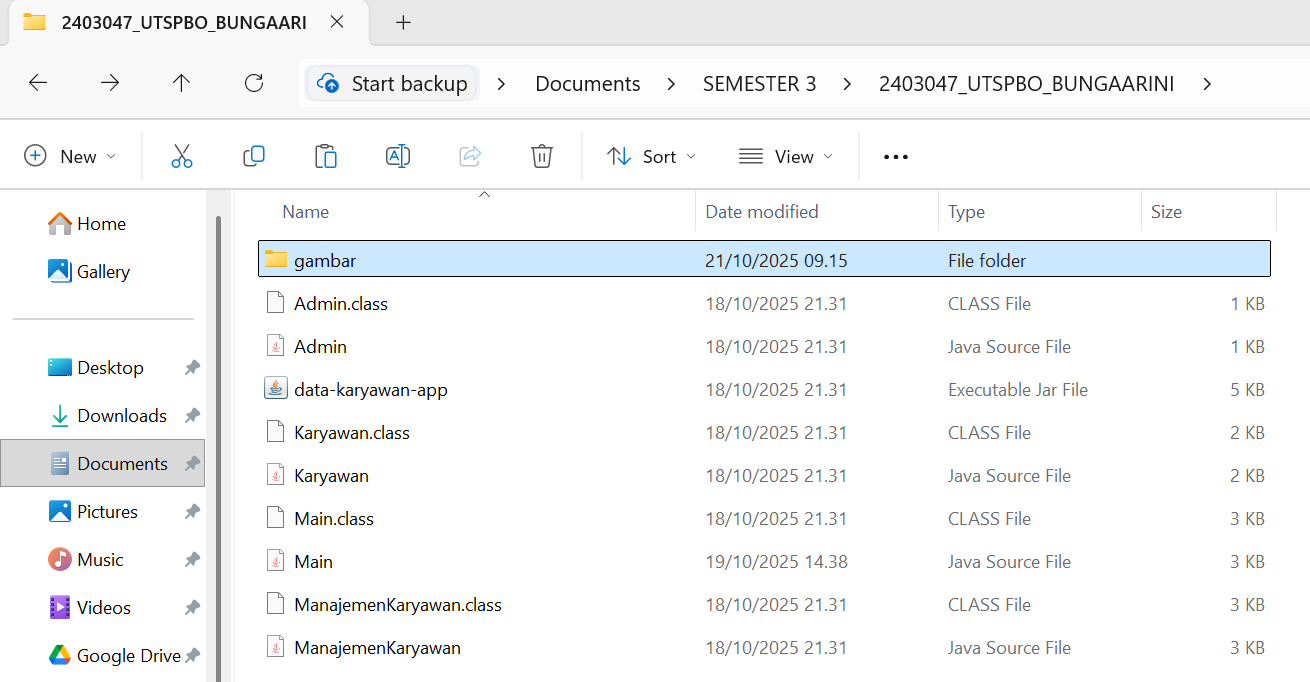 2403047_UTSPBO_BUNGAARI
Start backup Documents SEMESTER 3 2403047_UTSPBO_BUNGAARINI
New Sort View
Home
Gallery
Desktop
Downloads
Documents
Pictures
Music
Videos
Google Drive
Name Date modified Type Size
gambar 21/10/2025 09.15 File folder
Admin.class 18/10/2025 21.31 CLASS File 1 KB
Admin 18/10/2025 21.31 Java Source File 1 KB
data-karyawan-app 18/10/2025 21.31 Executable Jar File 5 KB
Karyawan.class 18/10/2025 21.31 CLASS File 2 KB
Karyawan 18/10/2025 21.31 Java Source File 2 KB
Main.class 18/10/2025 21.31 CLASS File 3 KB
Main 19/10/2025 14.38 Java Source File 3 KB
ManajemenKaryawan.class 18/10/2025 21.31 CLASS File 3 KB
ManajemenKaryawan 18/10/2025 21.31 Java Source File 3 KB